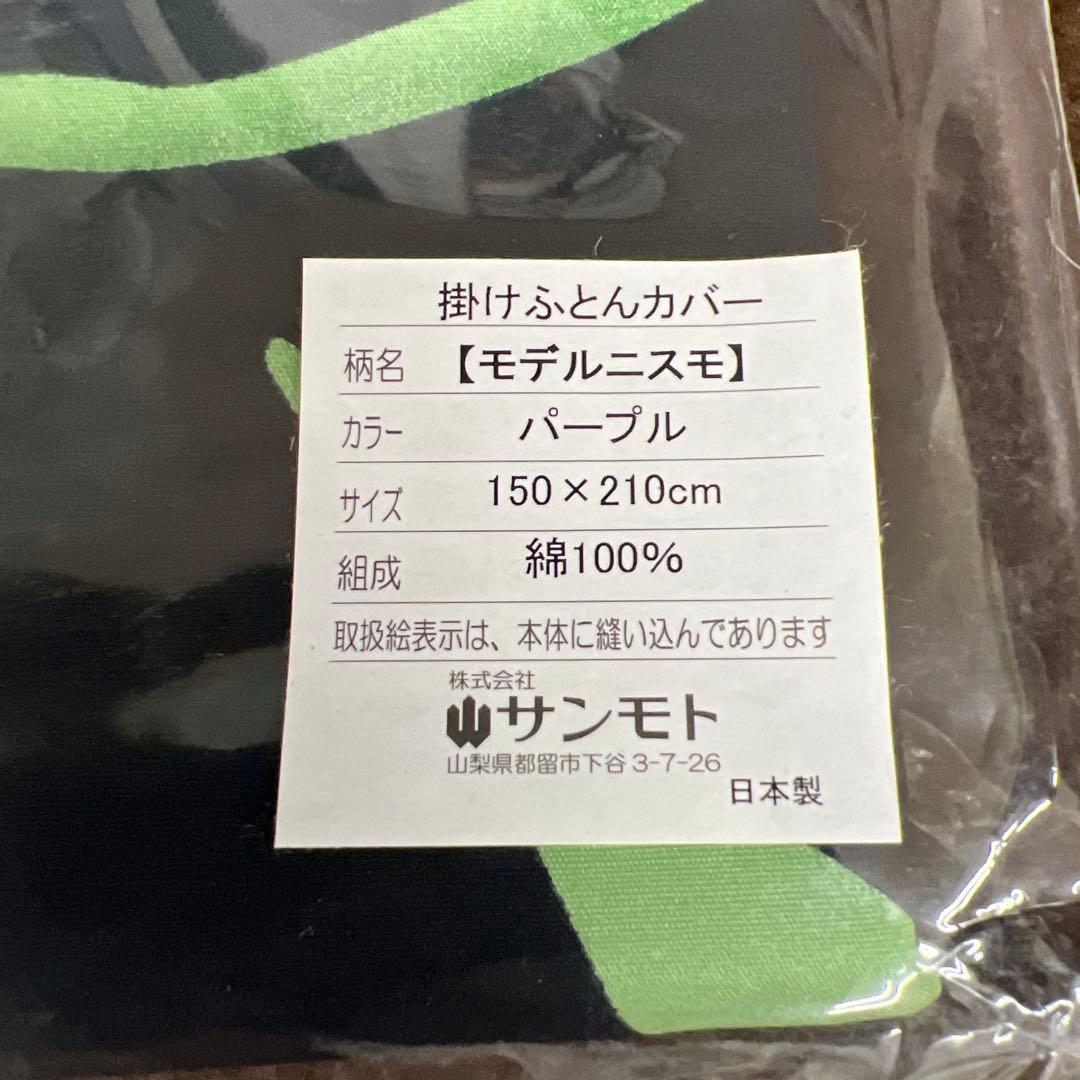 掛けふとんカバー
柄名 【モデルニスモ】
カラー パープル
サイズ 150×210cm
組成 綿100%
取扱絵表示は、本体に縫い込んであります
株式会社
サンモト
山梨県都留市下谷3-7-26
日本製